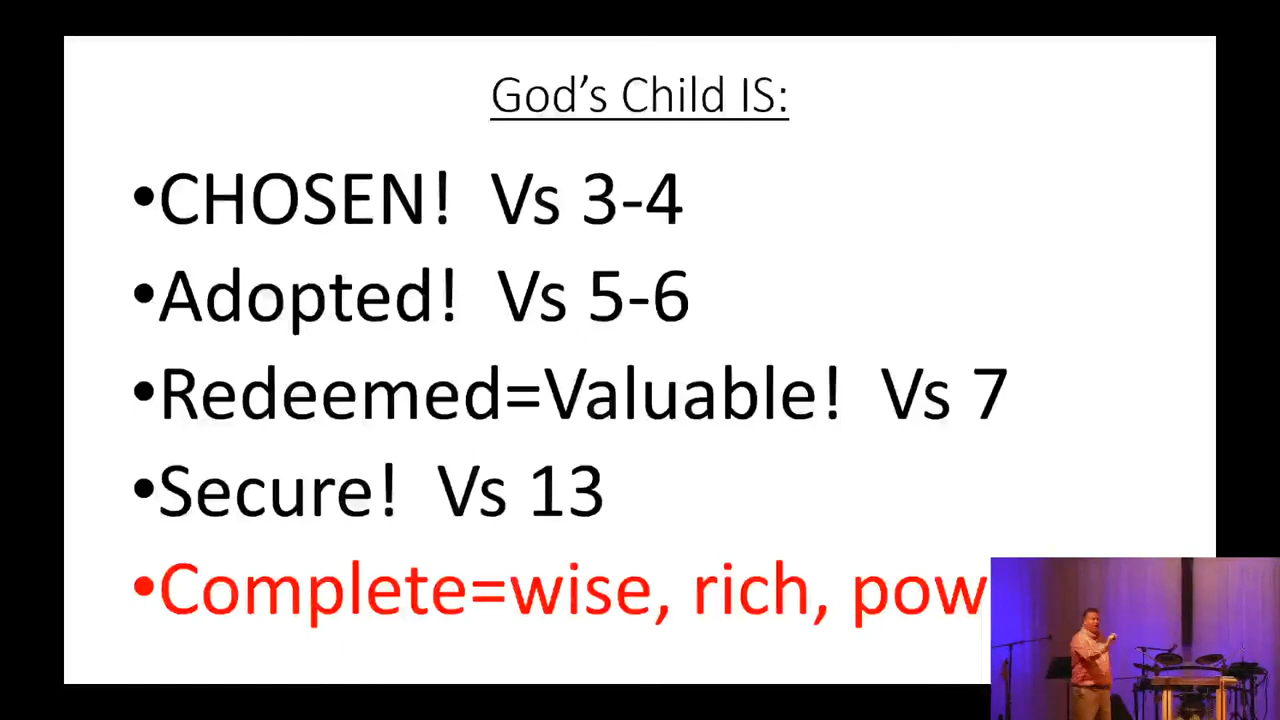 God's Child IS:
•CHOSEN!  Vs 3-4
•Adopted!  Vs 5-6
•Redeemed=Valuable!  Vs 7
•Secure!  Vs 13
•Complete=wise, rich,